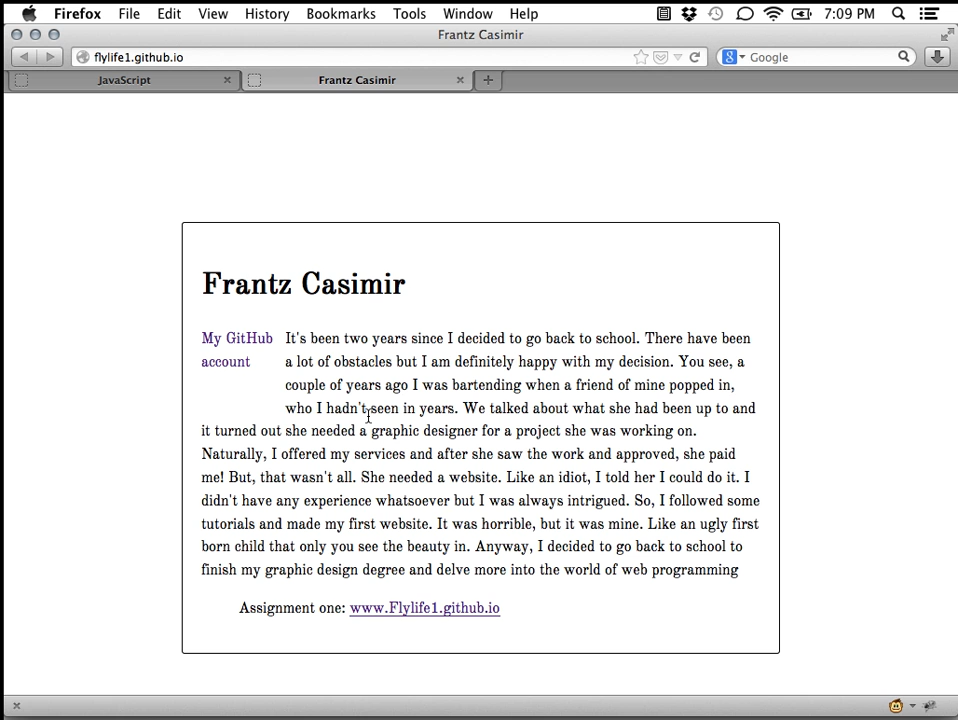 Firefox File Edit View History Bookmarks Tools Window Help 7:09 PM
Frantz Casimir
flylife1.github.io Google
JavaScript Frantz Casimir
Frantz Casimir
My GitHub
account
It's been two years since I decided to go back to school. There have been
a lot of obstacles but I am definitely happy with my decision. You see, a
couple of years ago I was bartending when a friend of mine popped in,
who I hadn't seen in years. We talked about what she had been up to and
it turned out she needed a graphic designer for a project she was working on.
Naturally, I offered my services and after she saw the work and approved, she paid
me! But, that wasn't all. She needed a website. Like an idiot, I told her I could do it. I
didn't have any experience whatsoever but I was always intrigued. So, I followed some
tutorials and made my first website. It was horrible, but it was mine. Like an ugly first
born child that only you see the beauty in. Anyway, I decided to go back to school to
finish my graphic design degree and delve more into the world of web programming
Assignment one: www.Flylife1.github.io